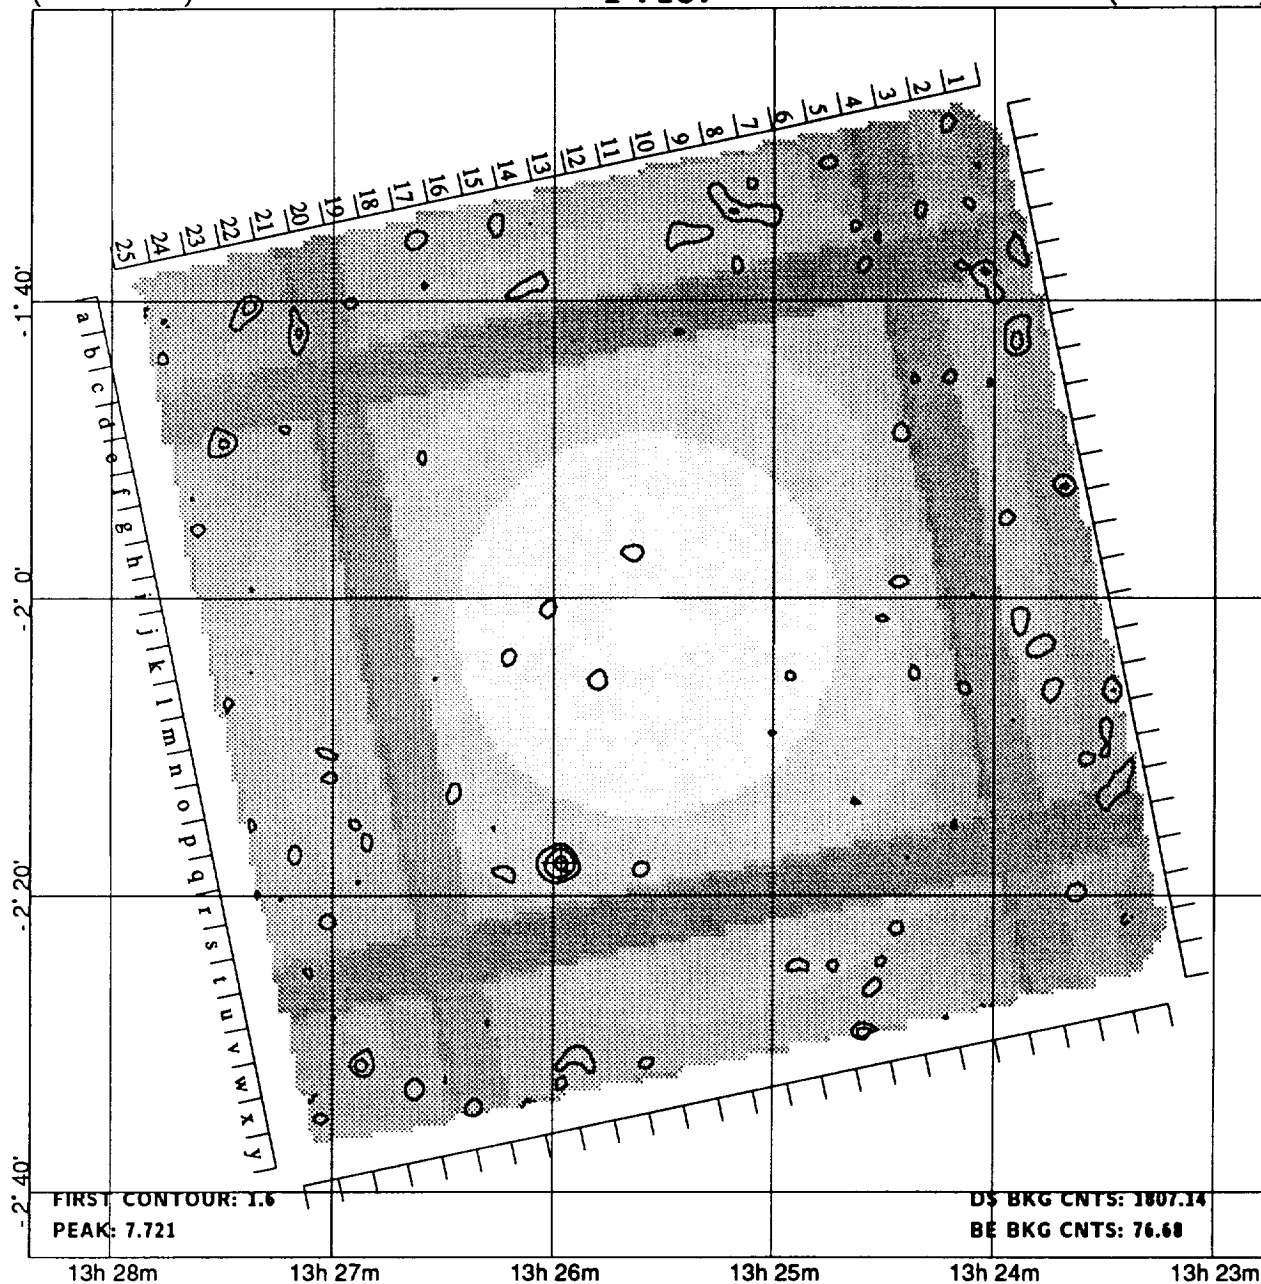 1 2 3 4 5 6 7 8 9 10 11 12 13 14 15 16 17 18 19 20 21 22 23 24 25
a b c d e f g h i j k l m n o p q r s t u v w x y
-1° 40'
-2° 0'
-2° 20'
-2° 40'
FIRST CONTOUR: 1.6 DS BKG CNTS: 1807.14
PEAK: 7.721 BE BKG CNTS: 76.68
13h 28m 13h 27m 13h 26m 13h 25m 13h 24m 13h 23m